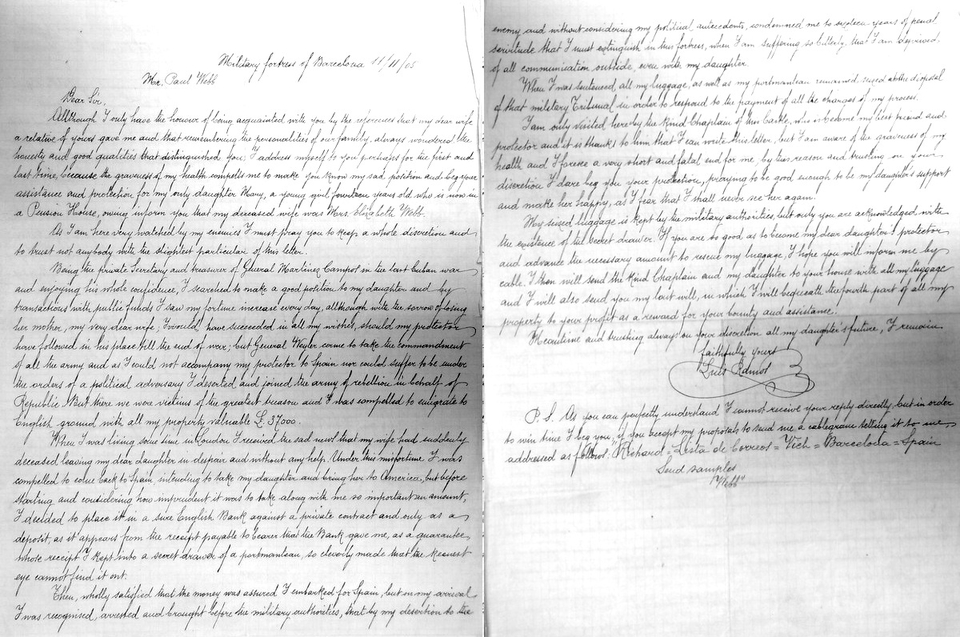 Military fortress of Barcelona 11/11/05
Mr. Paul Webb
Dear Sir.
Although I only have the honour of being acquainted with you by the references that my dear wife
a relative of yours gave me and that remembering the personalities of our family, always wondered the
honesty and good qualities that distinguished you; I address myself to you perhaps for the first and
last time, because the graveness of my health compels me to make you know my sad position and beg your
assistance and protection for my only daughter Mary, a young girl fourteen years old who is now in
a Pension House, owing inform you that my deceased wife was Mrs. Elizabeth Webb.
As I am here very watched by my enemies I must pray you to keep a whole discretion and
to trust not anybody with the slightest particular of this letter.
Being the private Secretary and treasurer of General Martinez Campos in the last Cuban war
and enjoying his whole confidence, I searched to make a good position to my daughter and by
transactions with public funds I saw my fortune increase every day, although with the sorrow of losing
her mother, my very dear wife, I would have succeeded in all my wishes, should my protector
have followed in his place till the end of war; but General Weyler came to take the commandment
of all the army and as I could not accompany my protector to Spain nor could suffer to be under
the orders of a political adversary I deserted and joined the army of rebellion in behalf of
Republic But there we were victims of the greatest treason and I was compelled to emigrate to
English ground with all my property valuable £ 37000.
When I was living some time in London I received the sad news that my wife had suddenly
deceased leaving my dear daughter in despair and without any help. Under this misfortune I was
compelled to come back to Spain intending to take my daughter and bring her to America, but before
starting, and considering how imprudent it was to take along with me so important an amount,
I decided to place it in a sure English Bank against a private contract and only as a
deposit, as it appears from the receipt payable to bearer that the Bank gave me, as a guarantee,
whose receipt I kept into a secret drawer of a portmanteau, so cleverly made that the keenest
eye cannot find it out.
Then, wholly satisfied that the money was assured I embarked for Spain, but on my arrival
I was recognised, arrested and brought before the military authorities, that by my desertion to the
enemy and without considering my political antecedents, condemned me to years of penal
servitude that I must extinguish in this fortress, when I am suffering, so bitterly, that I am deprived
of all communication outside, even with my daughter.
When I was sentenced, all my luggage, as well as my portmanteau remained seized at the disposal
of that military Tribunal in order to respond to the payment of all the charges of my process.
I am only visited here by the Kind Chaplain of this Castle, who became my best friend and
protector and it is thanks to him that I can write this letter, but I am aware of the graveness of my
health and I foresee a very short and fatal end for me, by this reason and trusting on your
discretion I dare beg you your protection, praying to be good enough to be my daughter's support
and make her happy, as I fear that I shall never see her again.
My seized luggage is kept by the military authorities, but only you are acknowledged with
the existence of the secret drawer. If you are so good as to become my dear daughter's protector
and advance the necessary amount to rescue my luggage, I hope you will inform me by
cable. I then will send the Kind Chaplain and my daughter to your house with all my luggage
and I will also send you my last will, in which I will bequeath the fourth part of all my
property to your profit as a reward for your bounty and assistance.
Meantime and trusting always on your discretion all my daughter's future, I remain
faithfully yours
Luis Ramos
P. S. As you can perfectly understand I cannot receive your reply directly, but in order
to win time I beg you, if you accept my proposals to send me a cablegram telling it to me
addressed as follows. Richard = Lista de Correos = Vich = Barcelona = Spain
Send samples
"Webb"